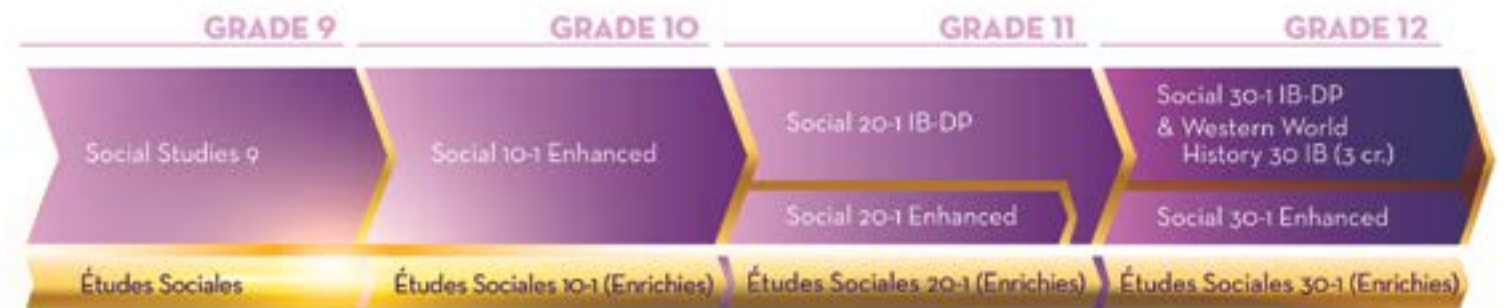 GRADE 9
GRADE 10
GRADE 11
GRADE 12
Social Studies 9
Social 10-1 Enhanced
Social 20-1 IB-DP
Social 20-1 Enhanced
Social 30-1 IB-DP
& Western World
History 30 IB (3 cr.)
Social 30-1 Enhanced
Études Sociales
Études Sociales 10-1 (Enrichies)
Études Sociales 20-1 (Enrichies)
Études Sociales 30-1 (Enrichies)